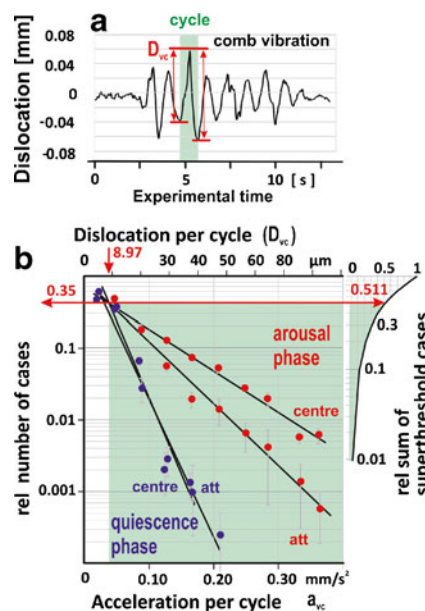 cycle
a
D vc
comb vibration
Dislocation [mm]
0.08
0.04
0
-0.04
-0.08
0 5 10 [ s ]
Experimental time
b
Dislocation per cycle (Dvc)
8.97
0 30 40 60 80 µm
0 0.5 1
0.35
0.511
0.3
0.1
0.1
0.01
0.01
0.001
arousal
phase
centre
att
centre att
quiescence
phase
rel number of cases
rel sum of
superthreshold cases
0 0.10 0.20 0.30 mm/s²
Acceleration per cycle avc